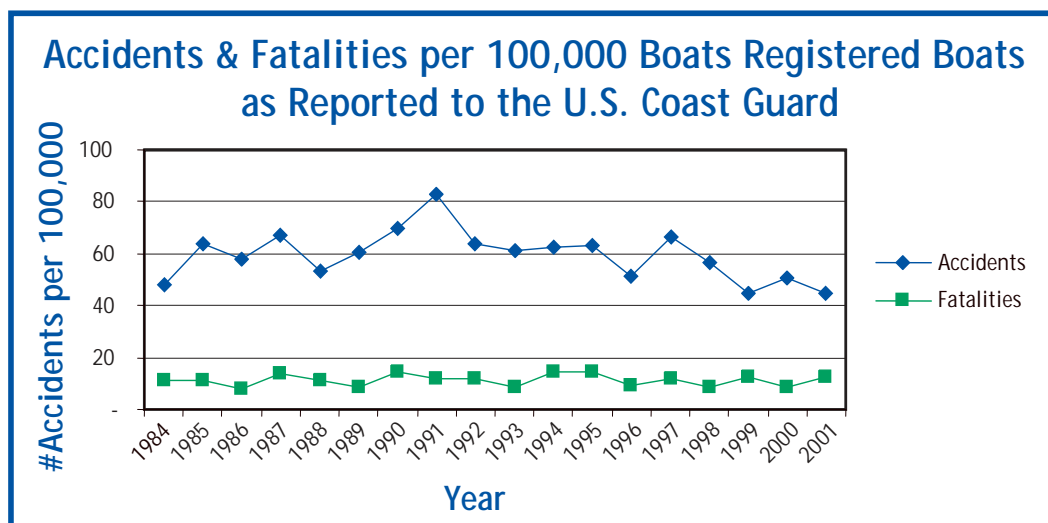 Accidents & Fatalities per 100,000 Boats Registered Boats
as Reported to the U.S. Coast Guard
#Accidents per 100,000
100
80
60
40
20
-
1984 1985 1986 1987 1988 1989 1990 1991 1992 1993 1994 1995 1996 1997 1998 1999 2000 2001
Year
Accidents
Fatalities